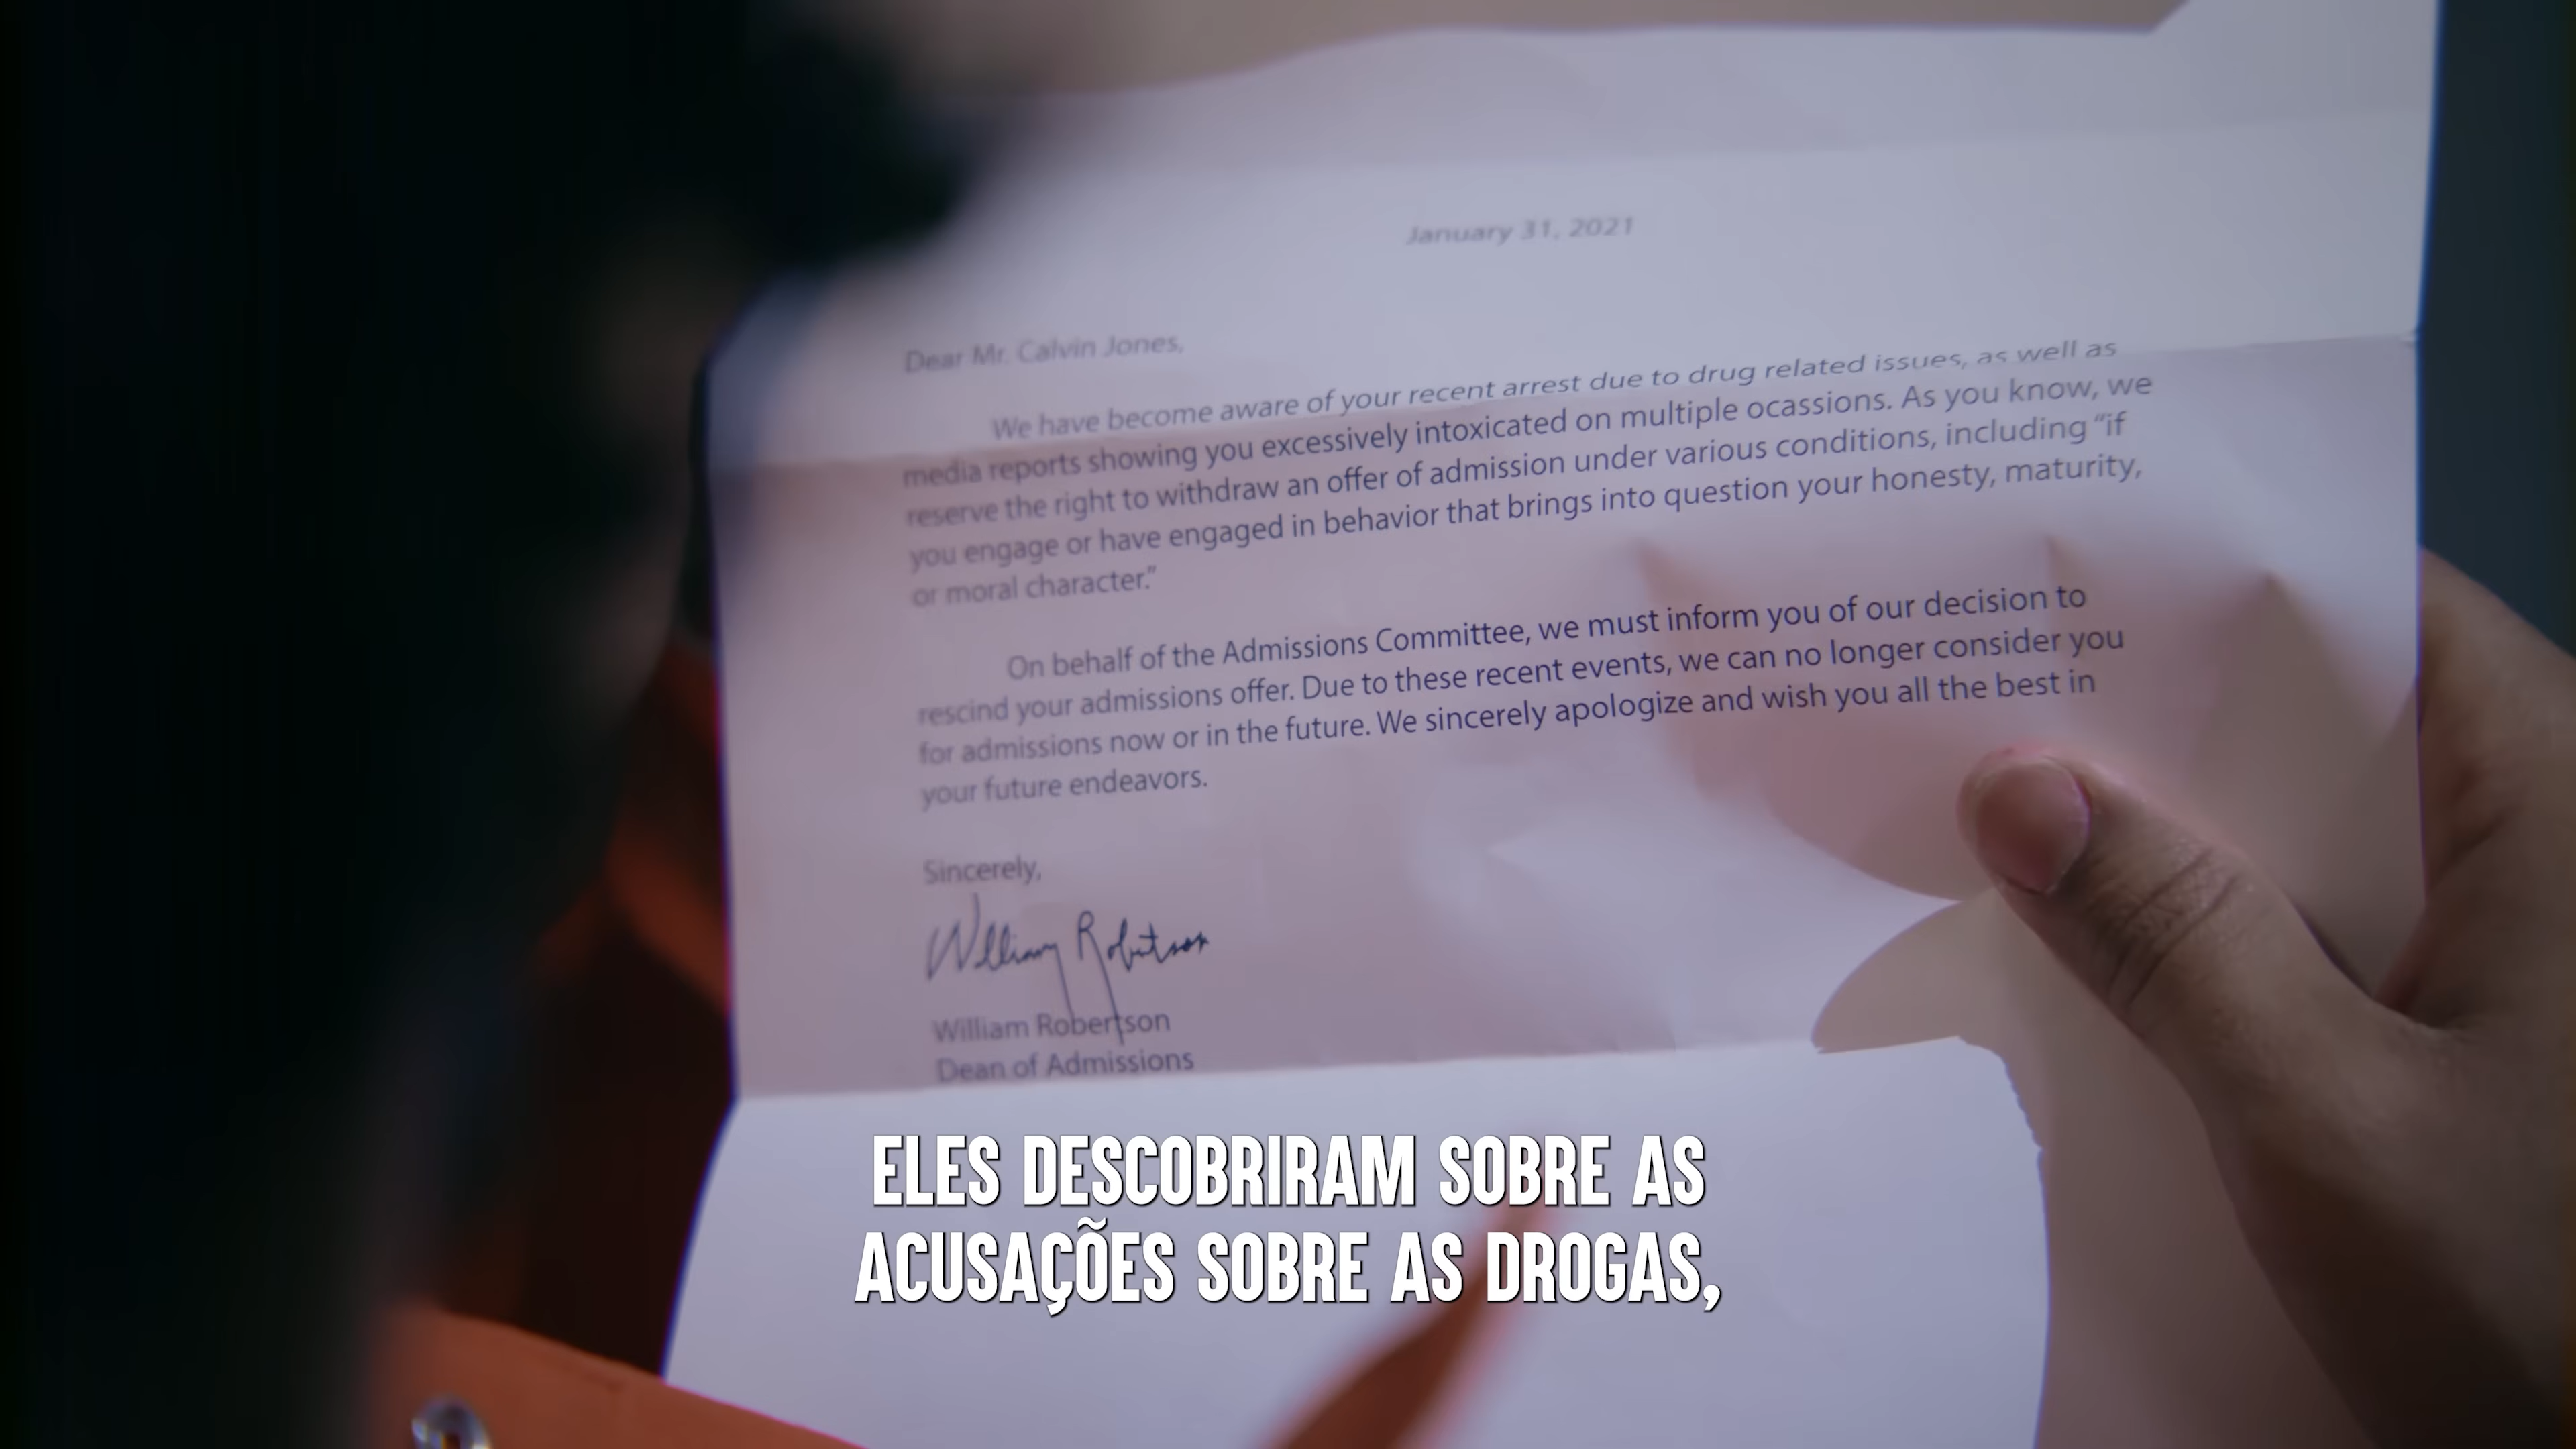 January 31, 2021
Dear Mr. Calvin Jones,
We have become aware of your recent arrest due to drug related issues, as well as
media reports showing you excessively intoxicated on multiple ocassions. As you know, we
reserve the right to withdraw an offer of admission under various conditions, including “if
you engage or have engaged in behavior that brings into question your honesty, maturity,
or moral character.”
On behalf of the Admissions Committee, we must inform you of our decision to
rescind your admissions offer. Due to these recent events, we can no longer consider you
for admissions now or in the future. We sincerely apologize and wish you all the best in
your future endeavors.
Sincerely,
William Robertson
William Robertson
Dean of Admissions
ELES DESCOBRIRAM SOBRE AS
ACUSAÇÕES SOBRE AS DROGAS,